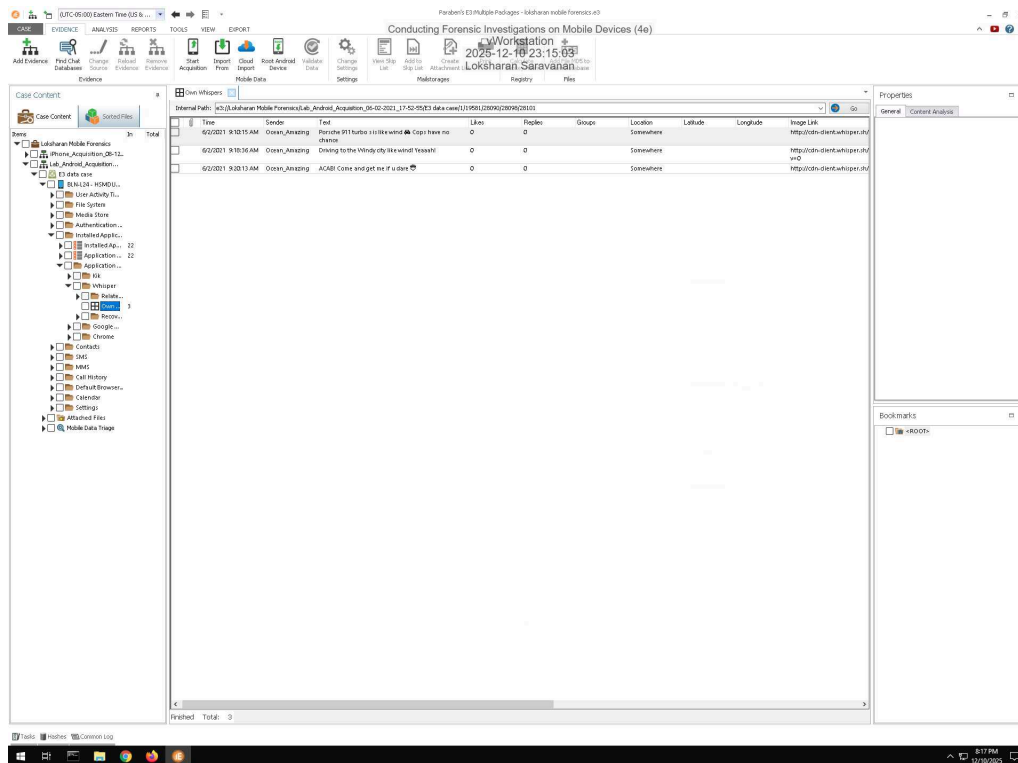 (UTC-05:00) Eastern Time (US & ...
Paraben's E3:Multiple Packages - loksharan mobile forensics.e3
CASE EVIDENCE ANALYSIS REPORTS TOOLS VIEW EXPORT
Conducting Forensic Investigations on Mobile Devices (4e)
vWorkstation
2025-12-10 23:15:03
Loksharan Saravanan
Add Evidence
Find Chat Databases
Change Source
Reload Evidence
Remove Evidence
Start Acquisition
Import From
Cloud Import
Root Android Device
Validate Data
Change Settings
View Skip List
Add to Skip List
Create Attachment
Evidence Mobile Data Settings Mailstorages Registry Files
Case Content
Case Content Sorted Files
Items In Total
Loksharan Mobile Forensics
iPhone_Acquisition_08-12...
Lab_Android_Acquisition...
E3 data case
BLN-L24 - HSMDU...
User Activity Ti...
File System
Media Store
Authentication ...
Installed Applic...
Installed Ap... 22
Application ... 22
Application ...
Kik
Whisper
Relate...
Own ... 3
Recov...
Google ...
Chrome
Contacts
SMS
MMS
Call History
Default Browser...
Calendar
Settings
Attached Files
Mobile Data Triage
Own Whispers
Internal Path: e3://Loksharan Mobile Forensics/Lab_Android_Acquisition_06-02-2021_17-52-55/E3 data case/1/19581/28090/28098/28101
Go
Time Sender Text Likes Replies Groups Location Latitude Longitude Image Link
6/2/2021 9:10:15 AM Ocean_Amazing Porsche 911 turbo s is like wind Cops have no chance 0 0 Somewhere http://cdn-client.whisper.sh/
6/2/2021 9:18:36 AM Ocean_Amazing Driving to the Windy city like wind! Yeaaah! 0 0 Somewhere http://cdn-client.whisper.sh/
v=0
6/2/2021 9:20:13 AM Ocean_Amazing ACAB! Come and get me if u dare 0 0 Somewhere http://cdn-client.whisper.sh/
Finished Total: 3
Properties
General Content Analysis
Bookmarks
<ROOT>
Tasks Hashes Common Log
8:17 PM
12/10/2025